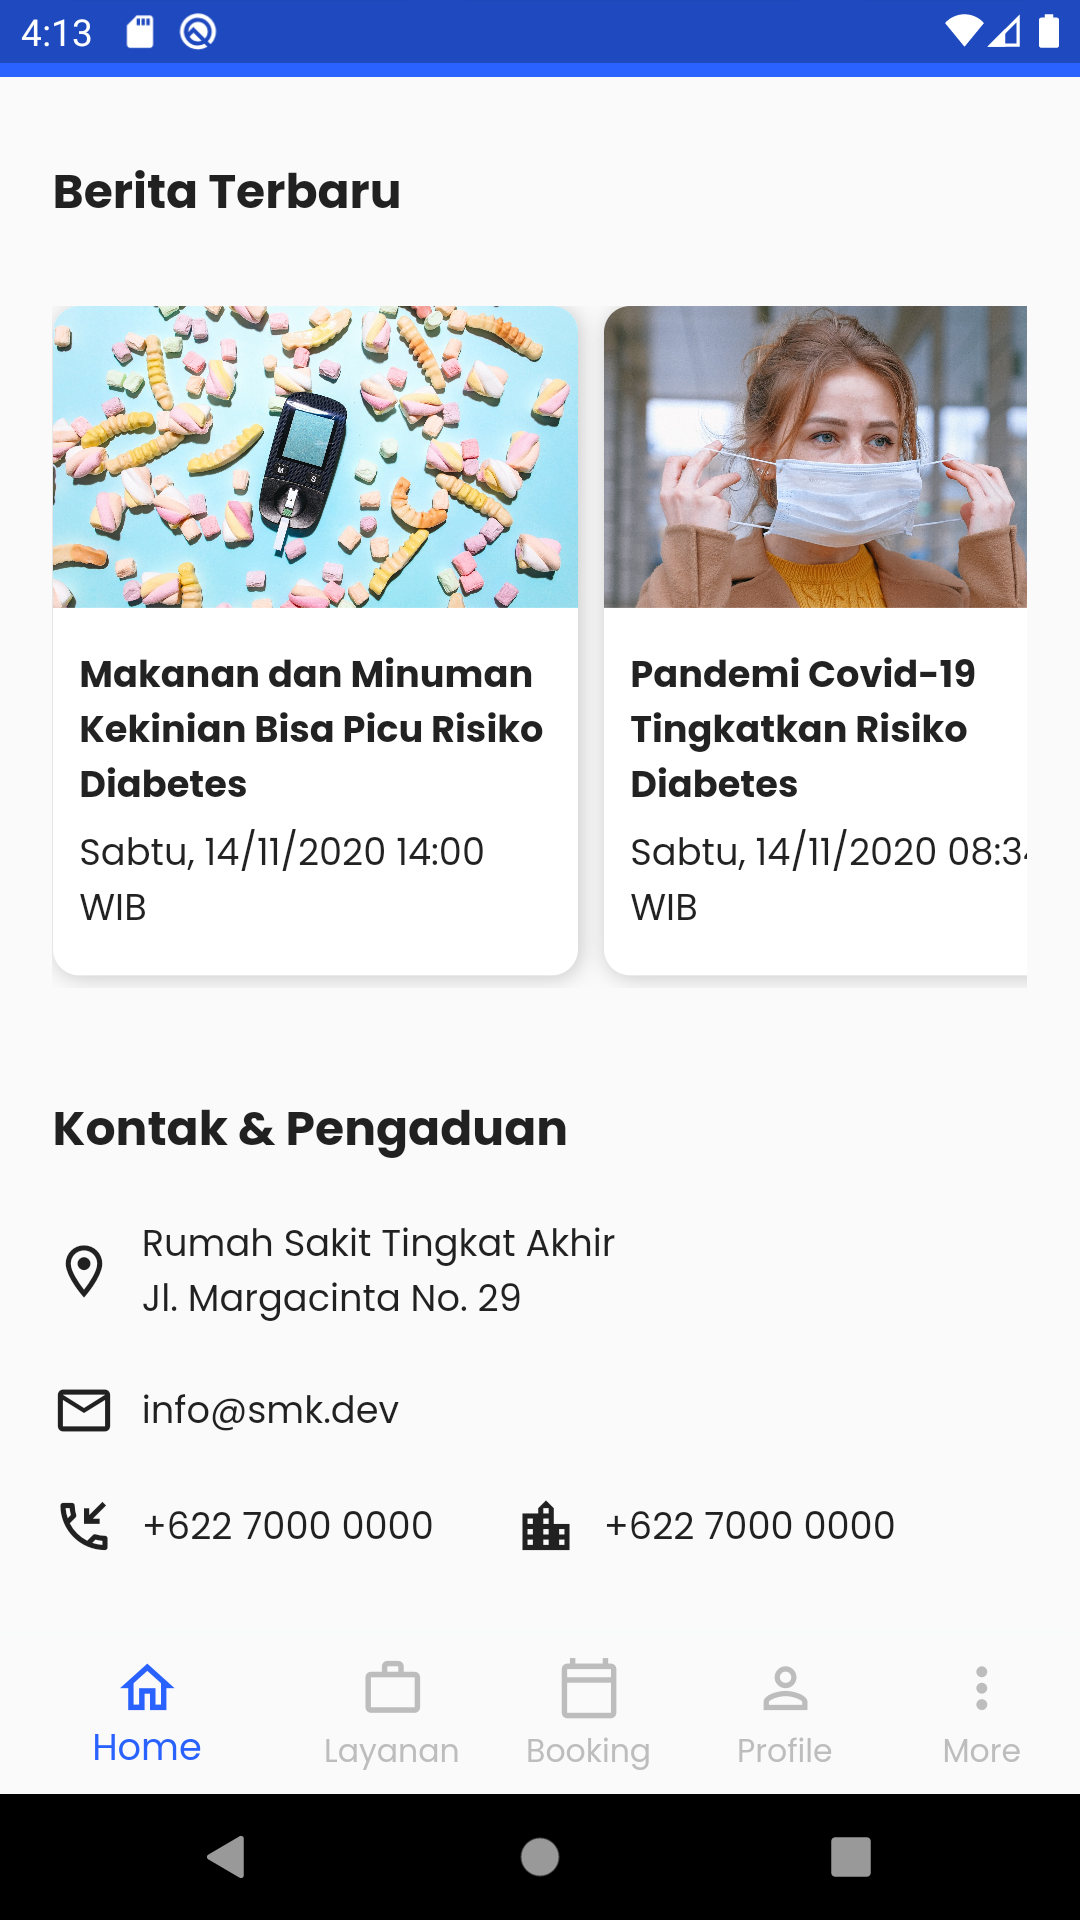 4:13
Berita Terbaru
Makanan dan Minuman
Kekinian Bisa Picu Risiko
Diabetes
Sabtu, 14/11/2020 14:00
WIB
Pandemi Covid-19
Tingkatkan Risiko
Diabetes
Sabtu, 14/11/2020 08:34
WIB
Kontak & Pengaduan
Rumah Sakit Tingkat Akhir
Jl. Margacinta No. 29
info@smk.dev
+622 7000 0000
+622 7000 0000
Home
Layanan
Booking
Profile
More